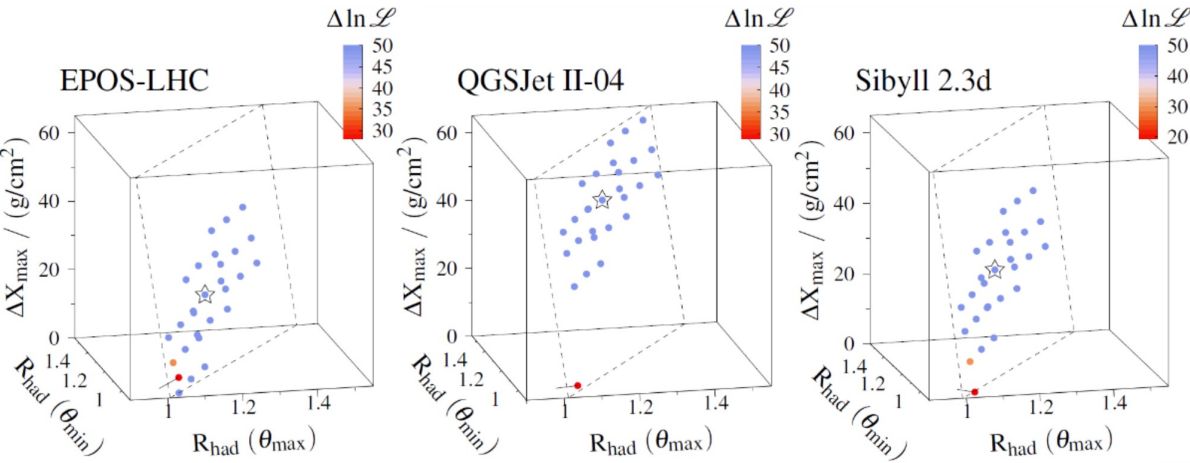 Δ ln ℒ
50
45
40
35
30
EPOS-LHC
ΔX_max / (g/cm²)
60
40
20
0
1.4
1.2
1
R_had (θ_min)
1
1.2
1.4
R_had (θ_max)
Δ ln ℒ
50
45
40
35
30
QGSJet II-04
ΔX_max / (g/cm²)
60
40
20
0
1.4
1.2
1
R_had (θ_min)
1
1.2
1.4
R_had (θ_max)
Δ ln ℒ
50
40
30
20
Sibyll 2.3d
ΔX_max / (g/cm²)
60
40
20
0
1.4
1.2
1
R_had (θ_min)
1
1.2
1.4
R_had (θ_max)